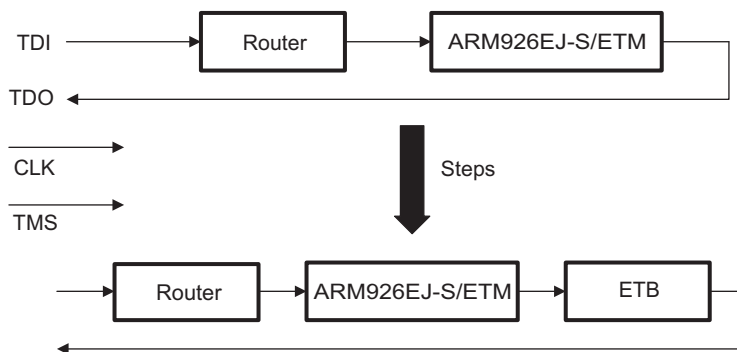 TDI
Router
ARM926EJ-S/ETM
TDO
CLK
Steps
TMS
Router
ARM926EJ-S/ETM
ETB